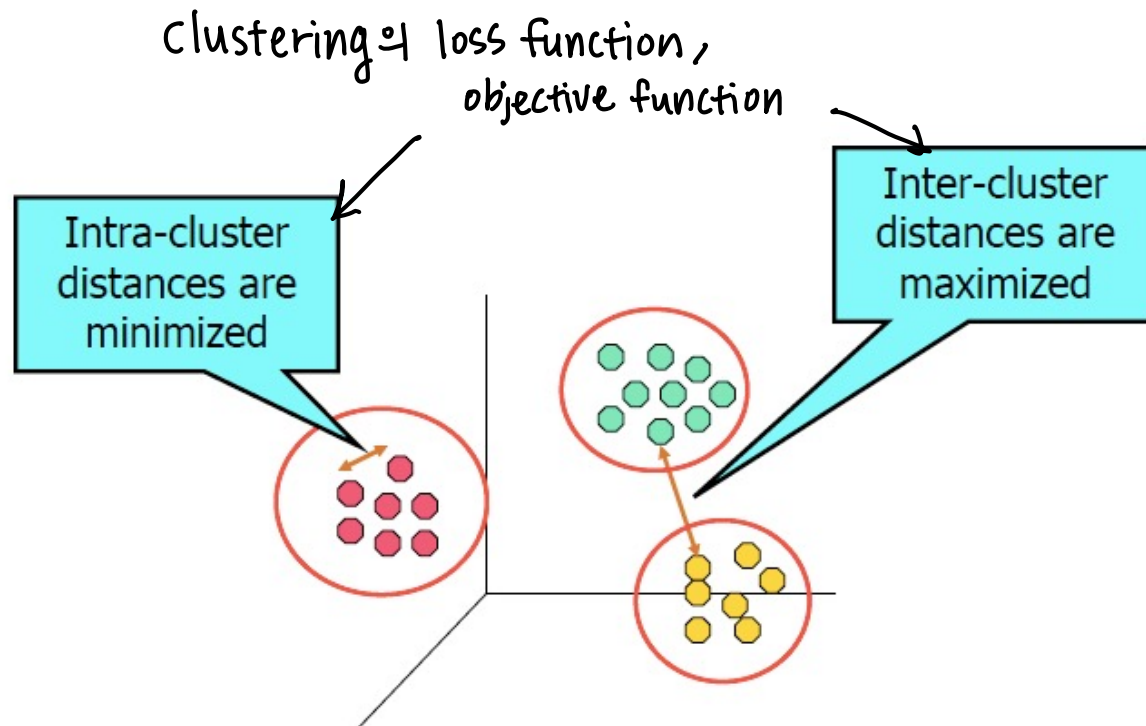 Clustering의 loss function,
objective function
Intra-cluster
distances are
minimized
Inter-cluster
distances are
maximized